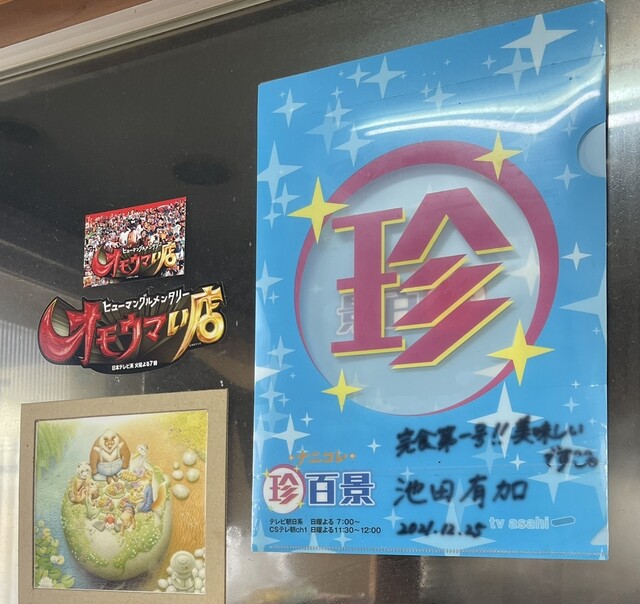 ヒューマングルメンタリー
オモウマい店
ヒューマングルメンタリー
オモウマい店
日本テレビ系 火曜よる7時
珍
完食第一号!!美味しい
池田有加
2021.12.25
ナニコレ
珍百景
テレビ朝日系 日曜よる 7:00〜
CSテレ朝ch1 日曜よる11:30〜12:00
tv asahi